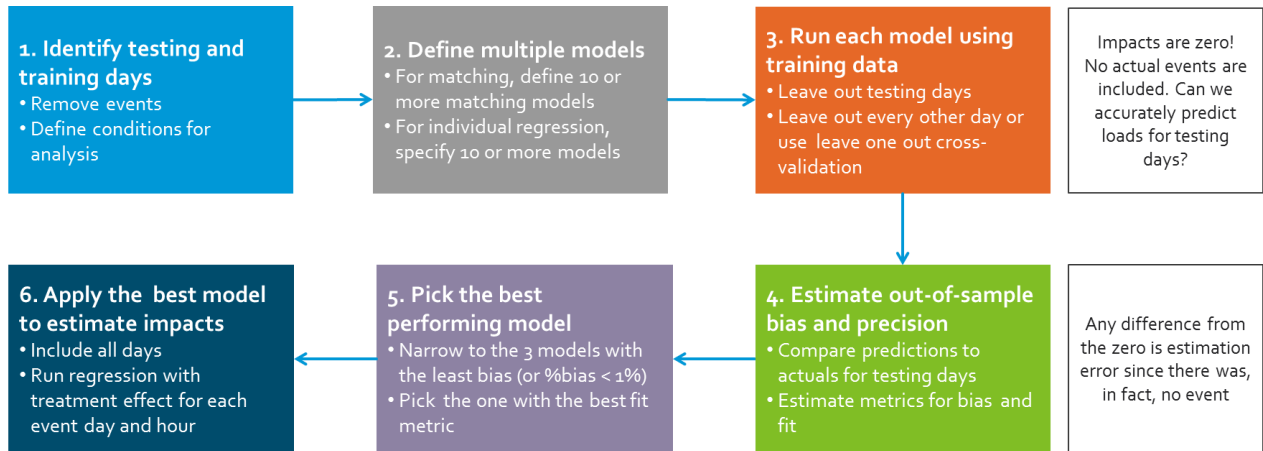 1. Identify testing and
training days
• Remove events
• Define conditions for
analysis
2. Define multiple models
• For matching, define 10 or
more matching models
• For individual regression,
specify 10 or more models
3. Run each model using
training data
• Leave out testing days
• Leave out every other day or
use leave one out cross-
validation
Impacts are zero!
No actual events are
included. Can we
accurately predict
loads for testing
days?
6. Apply the best model
to estimate impacts
• Include all days
• Run regression with
treatment effect for each
event day and hour
5. Pick the best
performing model
• Narrow to the 3 models with
the least bias (or %bias < 1%)
• Pick the one with the best fit
metric
4. Estimate out-of-sample
bias and precision
• Compare predictions to
actuals for testing days
• Estimate metrics for bias and
fit
Any difference from
the zero is estimation
error since there was,
in fact, no event